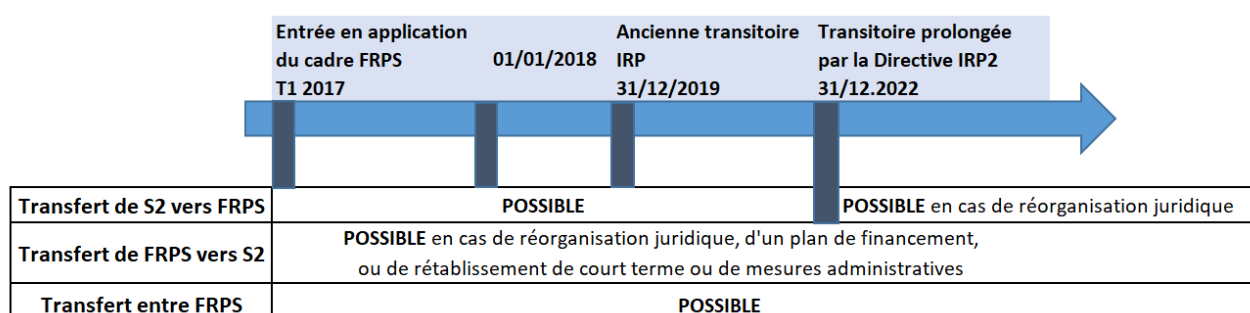 Entrée en application
du cadre FRPS
T1 2017
01/01/2018
Ancienne transitoire
IRP
31/12/2019
Transitoire prolongée
par la Directive IRP2
31/12.2022
Transfert de S2 vers FRPS
POSSIBLE
POSSIBLE en cas de réorganisation juridique
Transfert de FRPS vers S2
POSSIBLE en cas de réorganisation juridique, d'un plan de financement,
ou de rétablissement de court terme ou de mesures administratives
Transfert entre FRPS
POSSIBLE